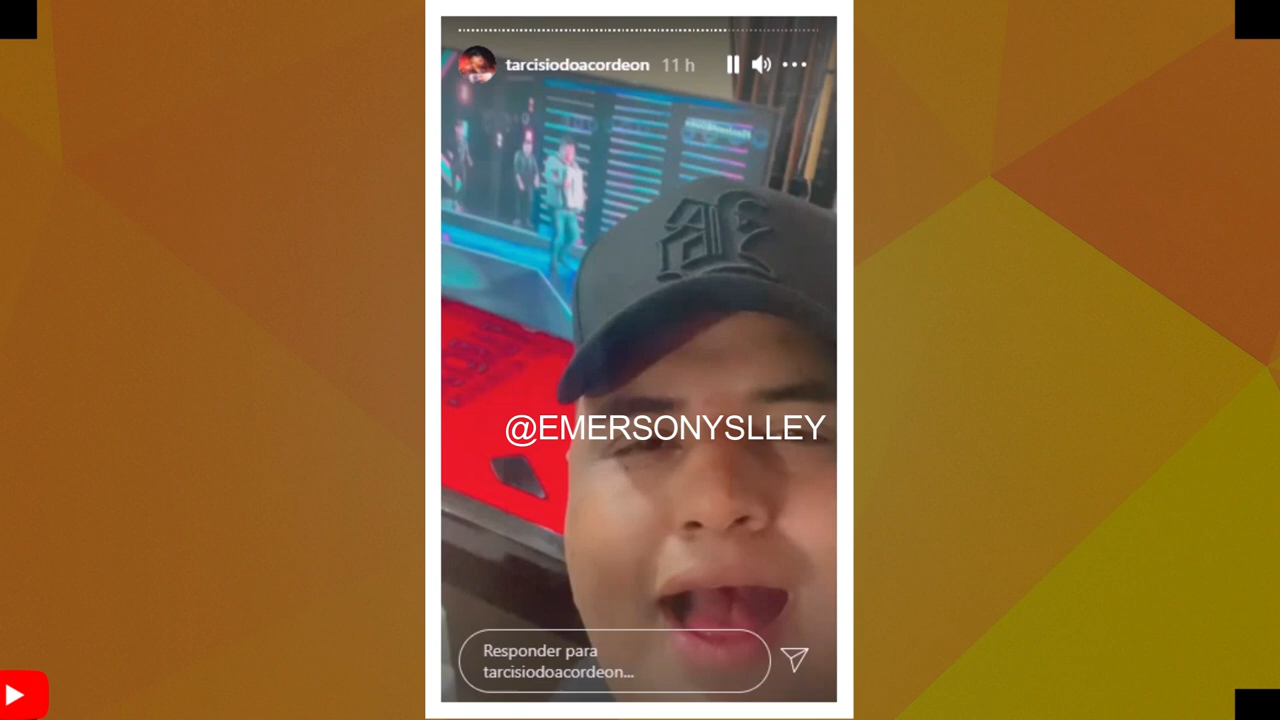 tarcisiodoacordeon 11 h
@EMERSONYSLLEY
Responder para
tarcisiodoacordeon...